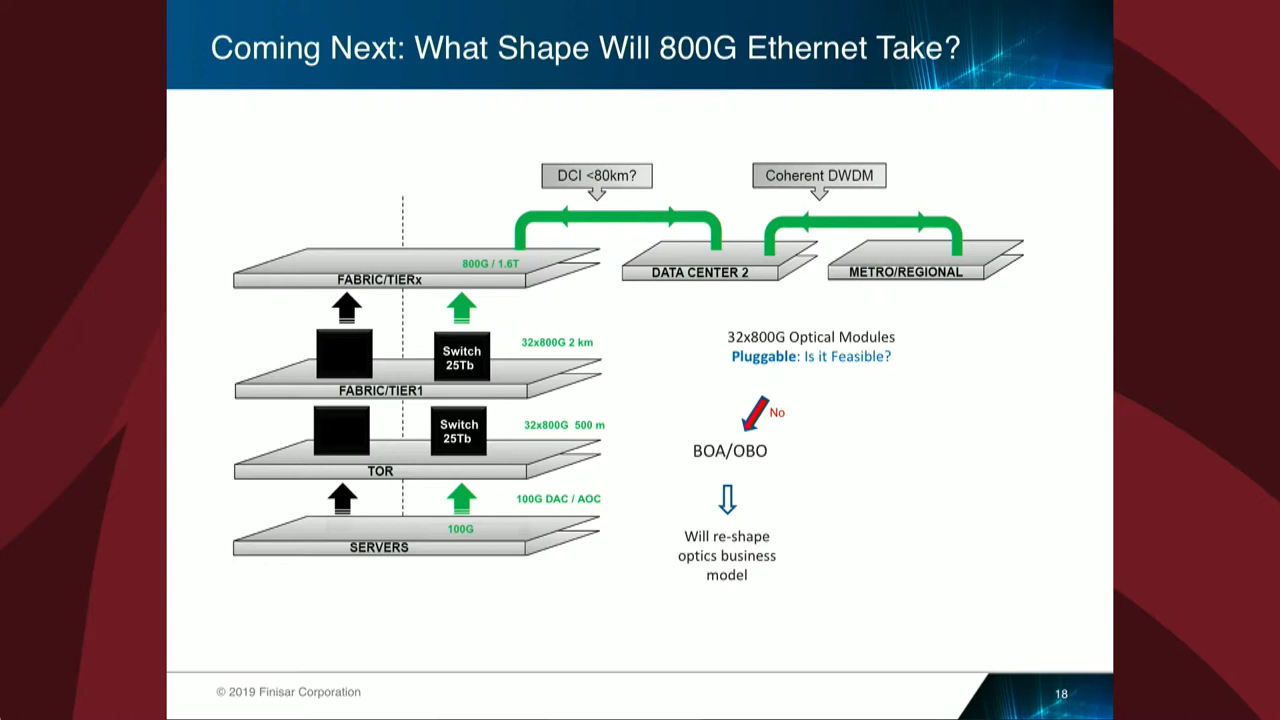 Coming Next: What Shape Will 800G Ethernet Take?
DCI <80km?
Coherent DWDM
800G / 1.6T
FABRIC/TIERx
DATA CENTER 2
METRO/REGIONAL
Switch
25Tb
32x800G 2 km
FABRIC/TIER1
32x800G Optical Modules
Pluggable: Is it Feasible?
No
Switch
25Tb
32x800G 500 m
TOR
BOA/OBO
100G DAC / AOC
100G
SERVERS
Will re-shape
optics business
model
© 2019 Finisar Corporation
18